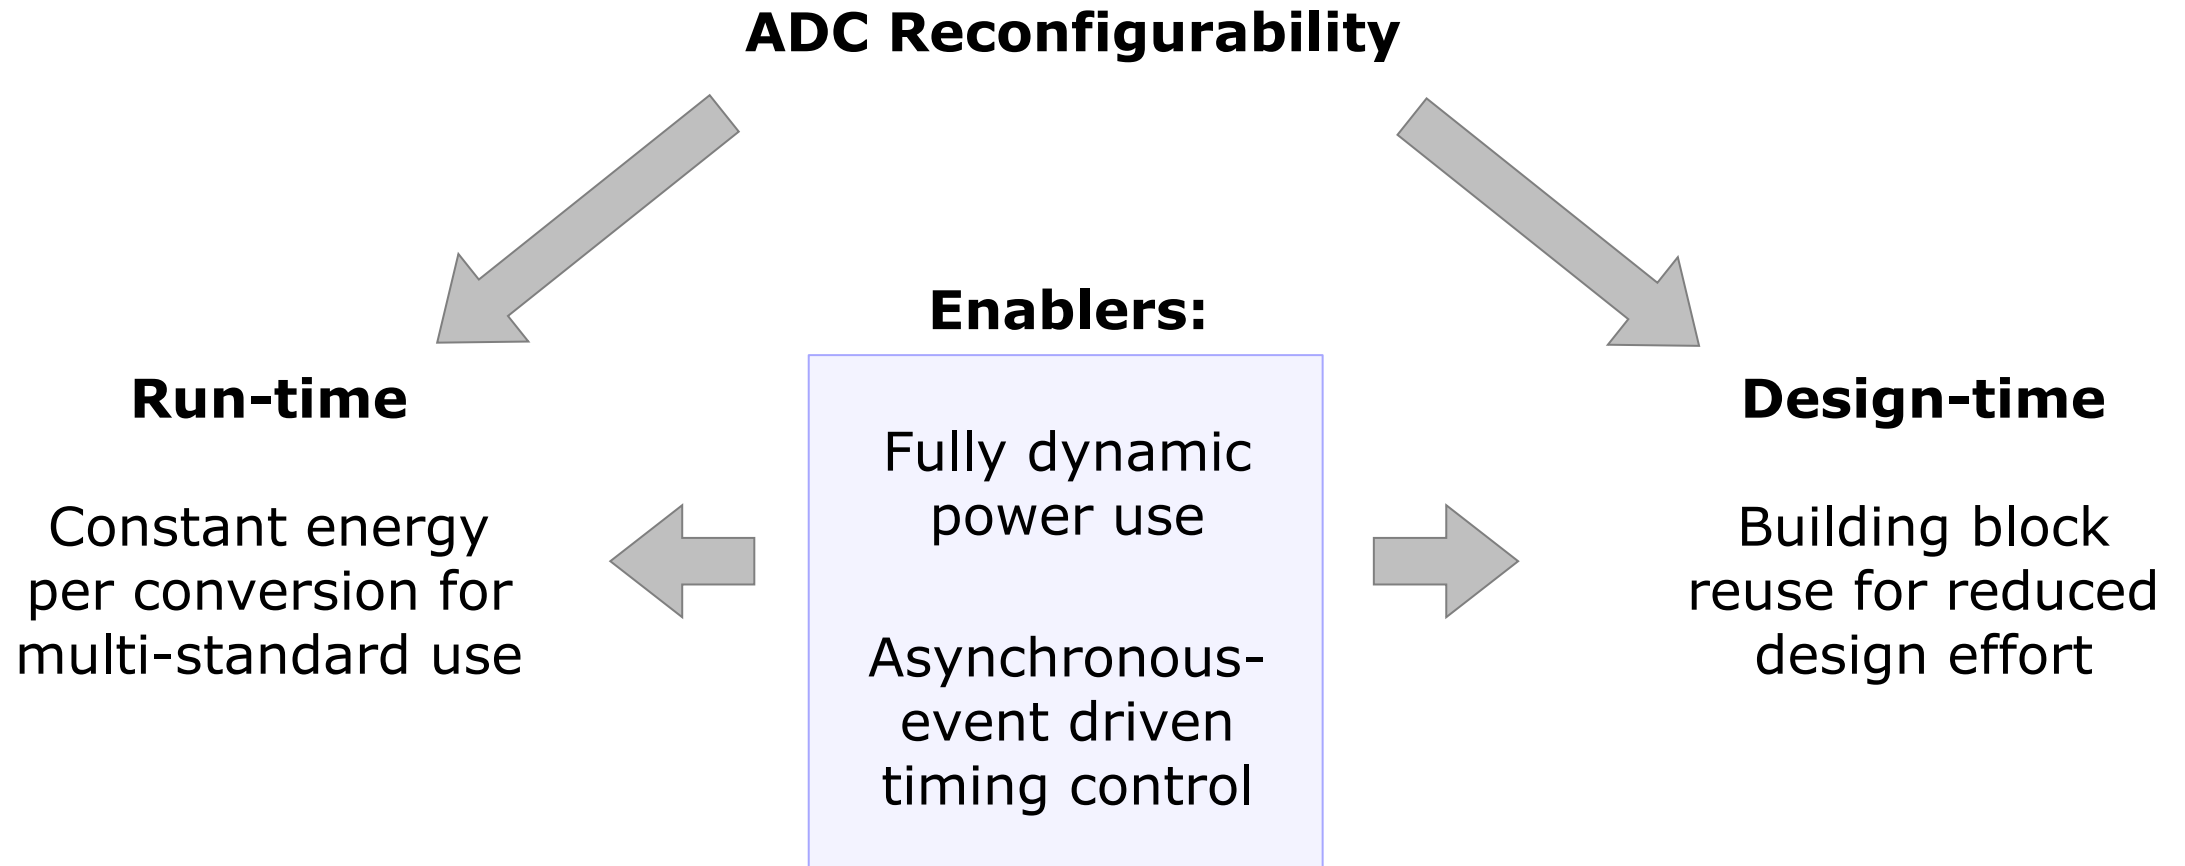 ADC Reconfigurability
Run-time
Constant energy
per conversion for
multi-standard use
Enablers:
Fully dynamic
power use
Asynchronous-
event driven
timing control
Design-time
Building block
reuse for reduced
design effort